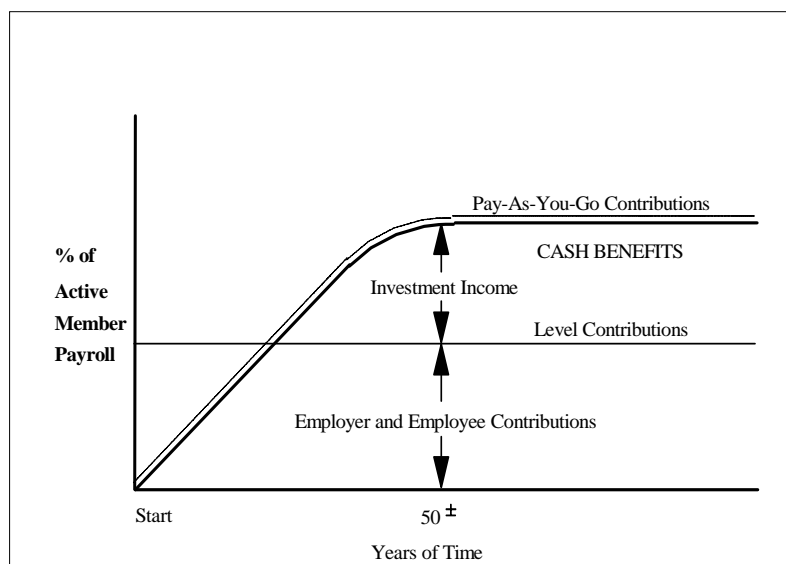 Pay-As-You-Go Contributions
CASH BENEFITS
% of
Active
Member
Payroll
Investment Income
Level Contributions
Employer and Employee Contributions
Start
50 ±
Years of Time